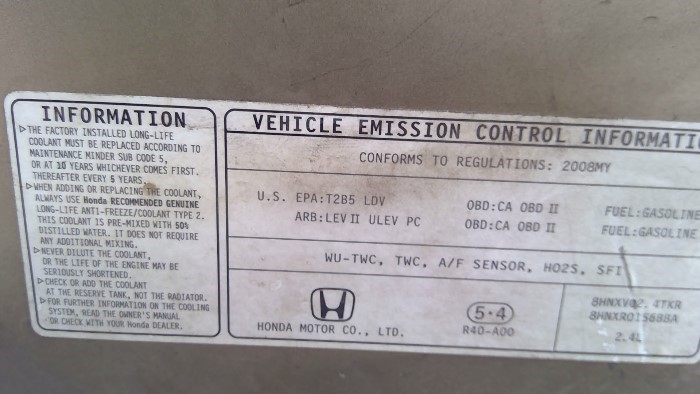 INFORMATION
▷THE FACTORY INSTALLED LONG-LIFE
COOLANT MUST BE REPLACED ACCORDING TO
MAINTENANCE MINDER SUB CODE 5,
OR AT 10 YEARS WHICHEVER COMES FIRST.
THEREAFTER EVERY 5 YEARS
▷WHEN ADDING OR REPLACING THE COOLANT,
ALWAYS USE Honda RECOMMENDED GENUINE
LONG-LIFE ANTI-FREEZE/COOLANT TYPE 2.
THIS COOLANT IS PRE-MIXED WITH 50%
DISTILLED WATER. IT DOES NOT REQUIRE
ANY ADDITIONAL MIXING.
▷NEVER DILUTE THE COOLANT,
OR THE LIFE OF THE ENGINE MAY BE
SERIOUSLY SHORTENED.
▷CHECK OR ADD THE COOLANT
AT THE RESERVE TANK, NOT THE RADIATOR.
▷FOR FURTHER INFORMATION ON THE COOLING
SYSTEM, READ THE OWNER'S MANUAL
OR CHECK WITH YOUR Honda DEALER.
VEHICLE EMISSION CONTROL INFORMATI
CONFORMS TO REGULATIONS: 2008MY
U.S. EPA:T2B5 LDV OBD:CA OBD II FUEL:GASOLINE
ARB:LEV II ULEV PC OBD:CA OBD II FUEL:GASOLINE
WU-TWC, TWC, A/F SENSOR, HO2S, SFI
HONDA MOTOR CO., LTD.
5·4
R40-A00
8HNXV02.4TKR
8HNXR0156BBA
2.4L